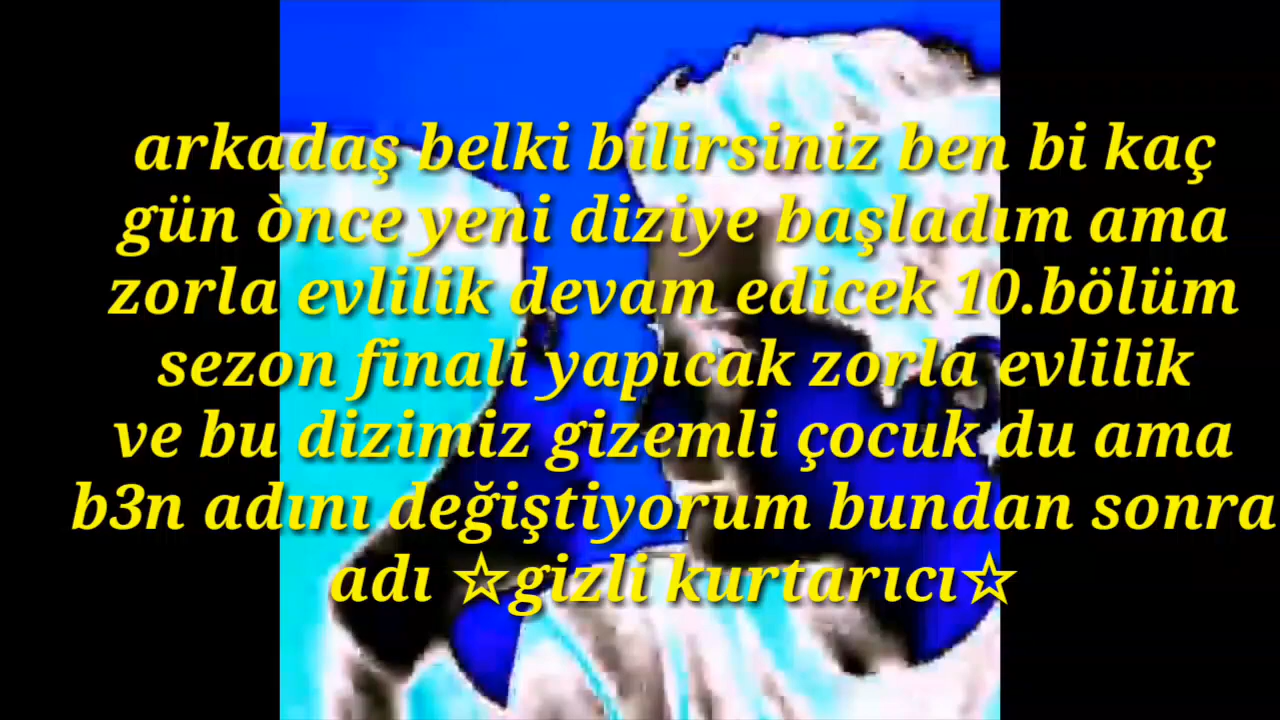 arkadaş belki bilirsiniz ben bi kaç
gün ònce yeni diziye başladım ama
zorla evlilik devam edicek 10.bölüm
sezon finali yapıcak zorla evlilik
ve bu dizimiz gizemli çocuk du ama
b3n adını değiştiyorum bundan sonra
adı ☆gizli kurtarıcı☆